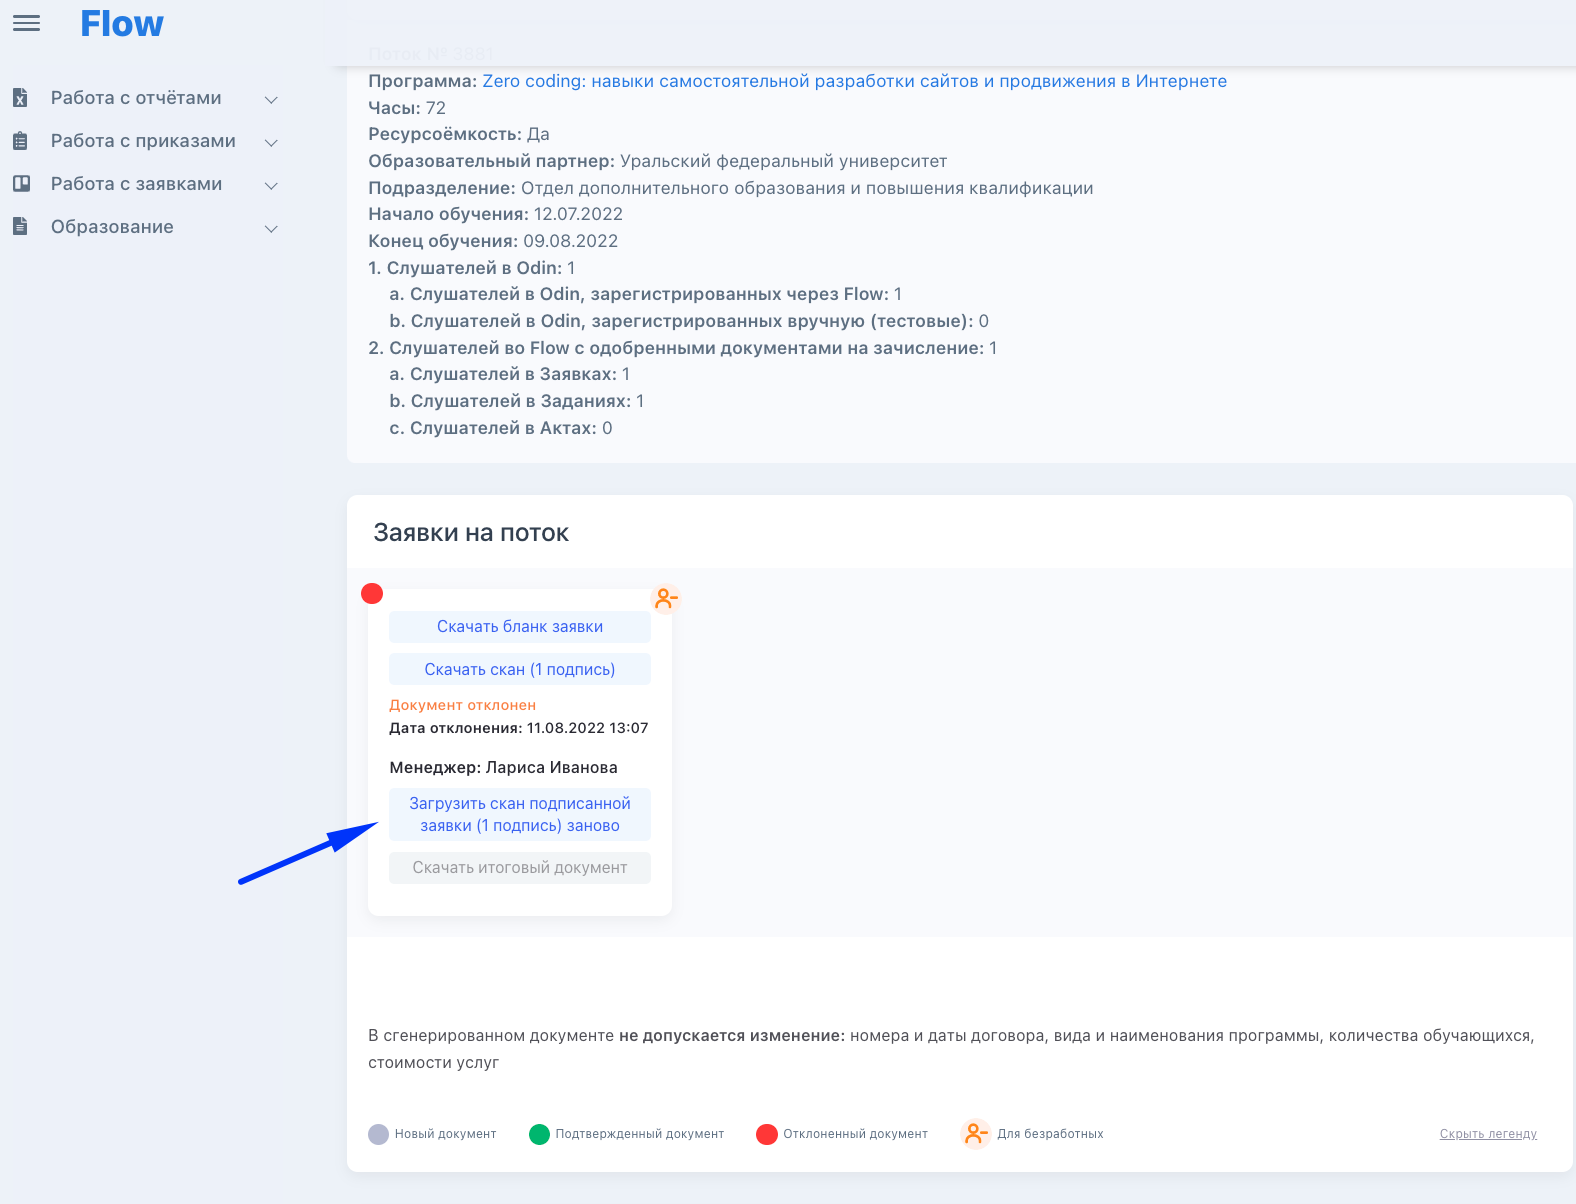 Flow
Работа с отчётами
Работа с приказами
Работа с заявками
Образование
Поток № 3881
Программа: Zero coding: навыки самостоятельной разработки сайтов и продвижения в Интернете
Часы: 72
Ресурсоёмкость: Да
Образовательный партнер: Уральский федеральный университет
Подразделение: Отдел дополнительного образования и повышения квалификации
Начало обучения: 12.07.2022
Конец обучения: 09.08.2022
1. Слушателей в Odin: 1
a. Слушателей в Odin, зарегистрированных через Flow: 1
b. Слушателей в Odin, зарегистрированных вручную (тестовые): 0
2. Слушателей во Flow с одобренными документами на зачисление: 1
a. Слушателей в Заявках: 1
b. Слушателей в Заданиях: 1
c. Слушателей в Актах: 0
Заявки на поток
Скачать бланк заявки
Скачать скан (1 подпись)
Документ отклонен
Дата отклонения: 11.08.2022 13:07
Менеджер: Лариса Иванова
Загрузить скан подписанной
заявки (1 подпись) заново
Скачать итоговый документ
В сгенерированном документе не допускается изменение: номера и даты договора, вида и наименования программы, количества обучающихся,
стоимости услуг
Новый документ
Подтвержденный документ
Отклоненный документ
Для безработных
Скрыть легенду